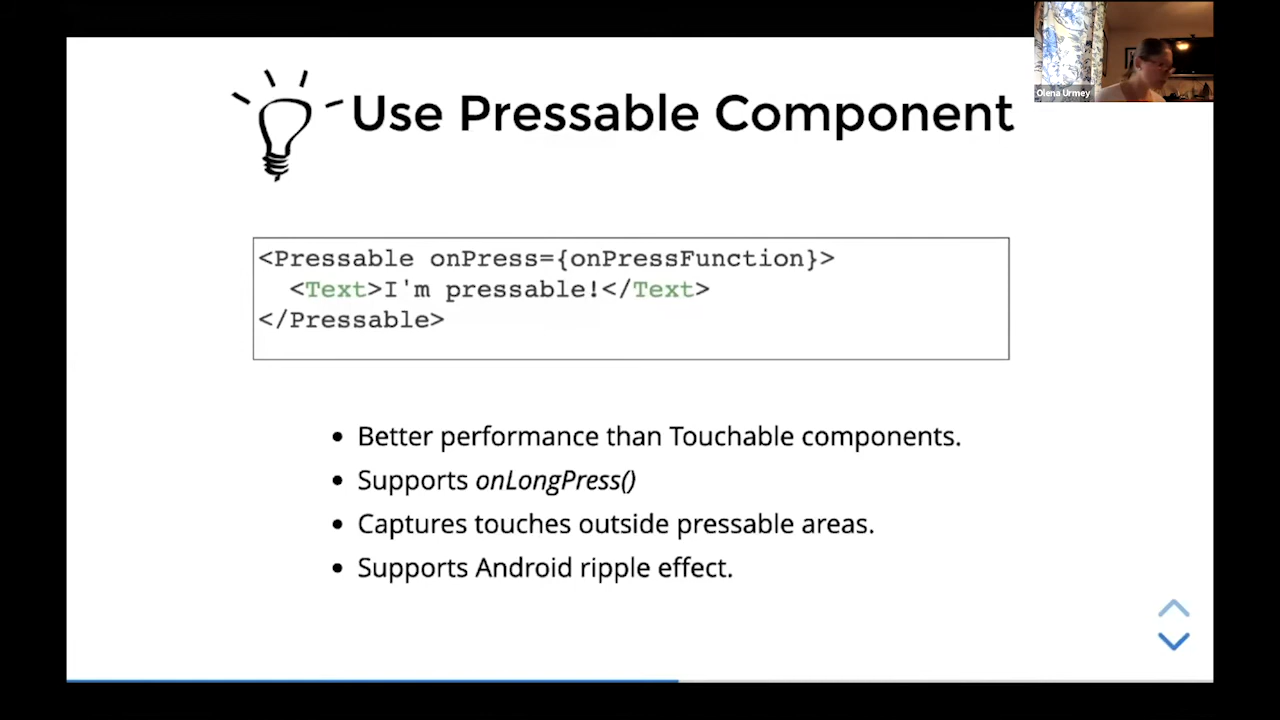 Use Pressable Component
Olena Urmey
<Pressable onPress={onPressFunction}>
  <Text>I'm pressable!</Text>
</Pressable>
• Better performance than Touchable components.
• Supports onLongPress()
• Captures touches outside pressable areas.
• Supports Android ripple effect.